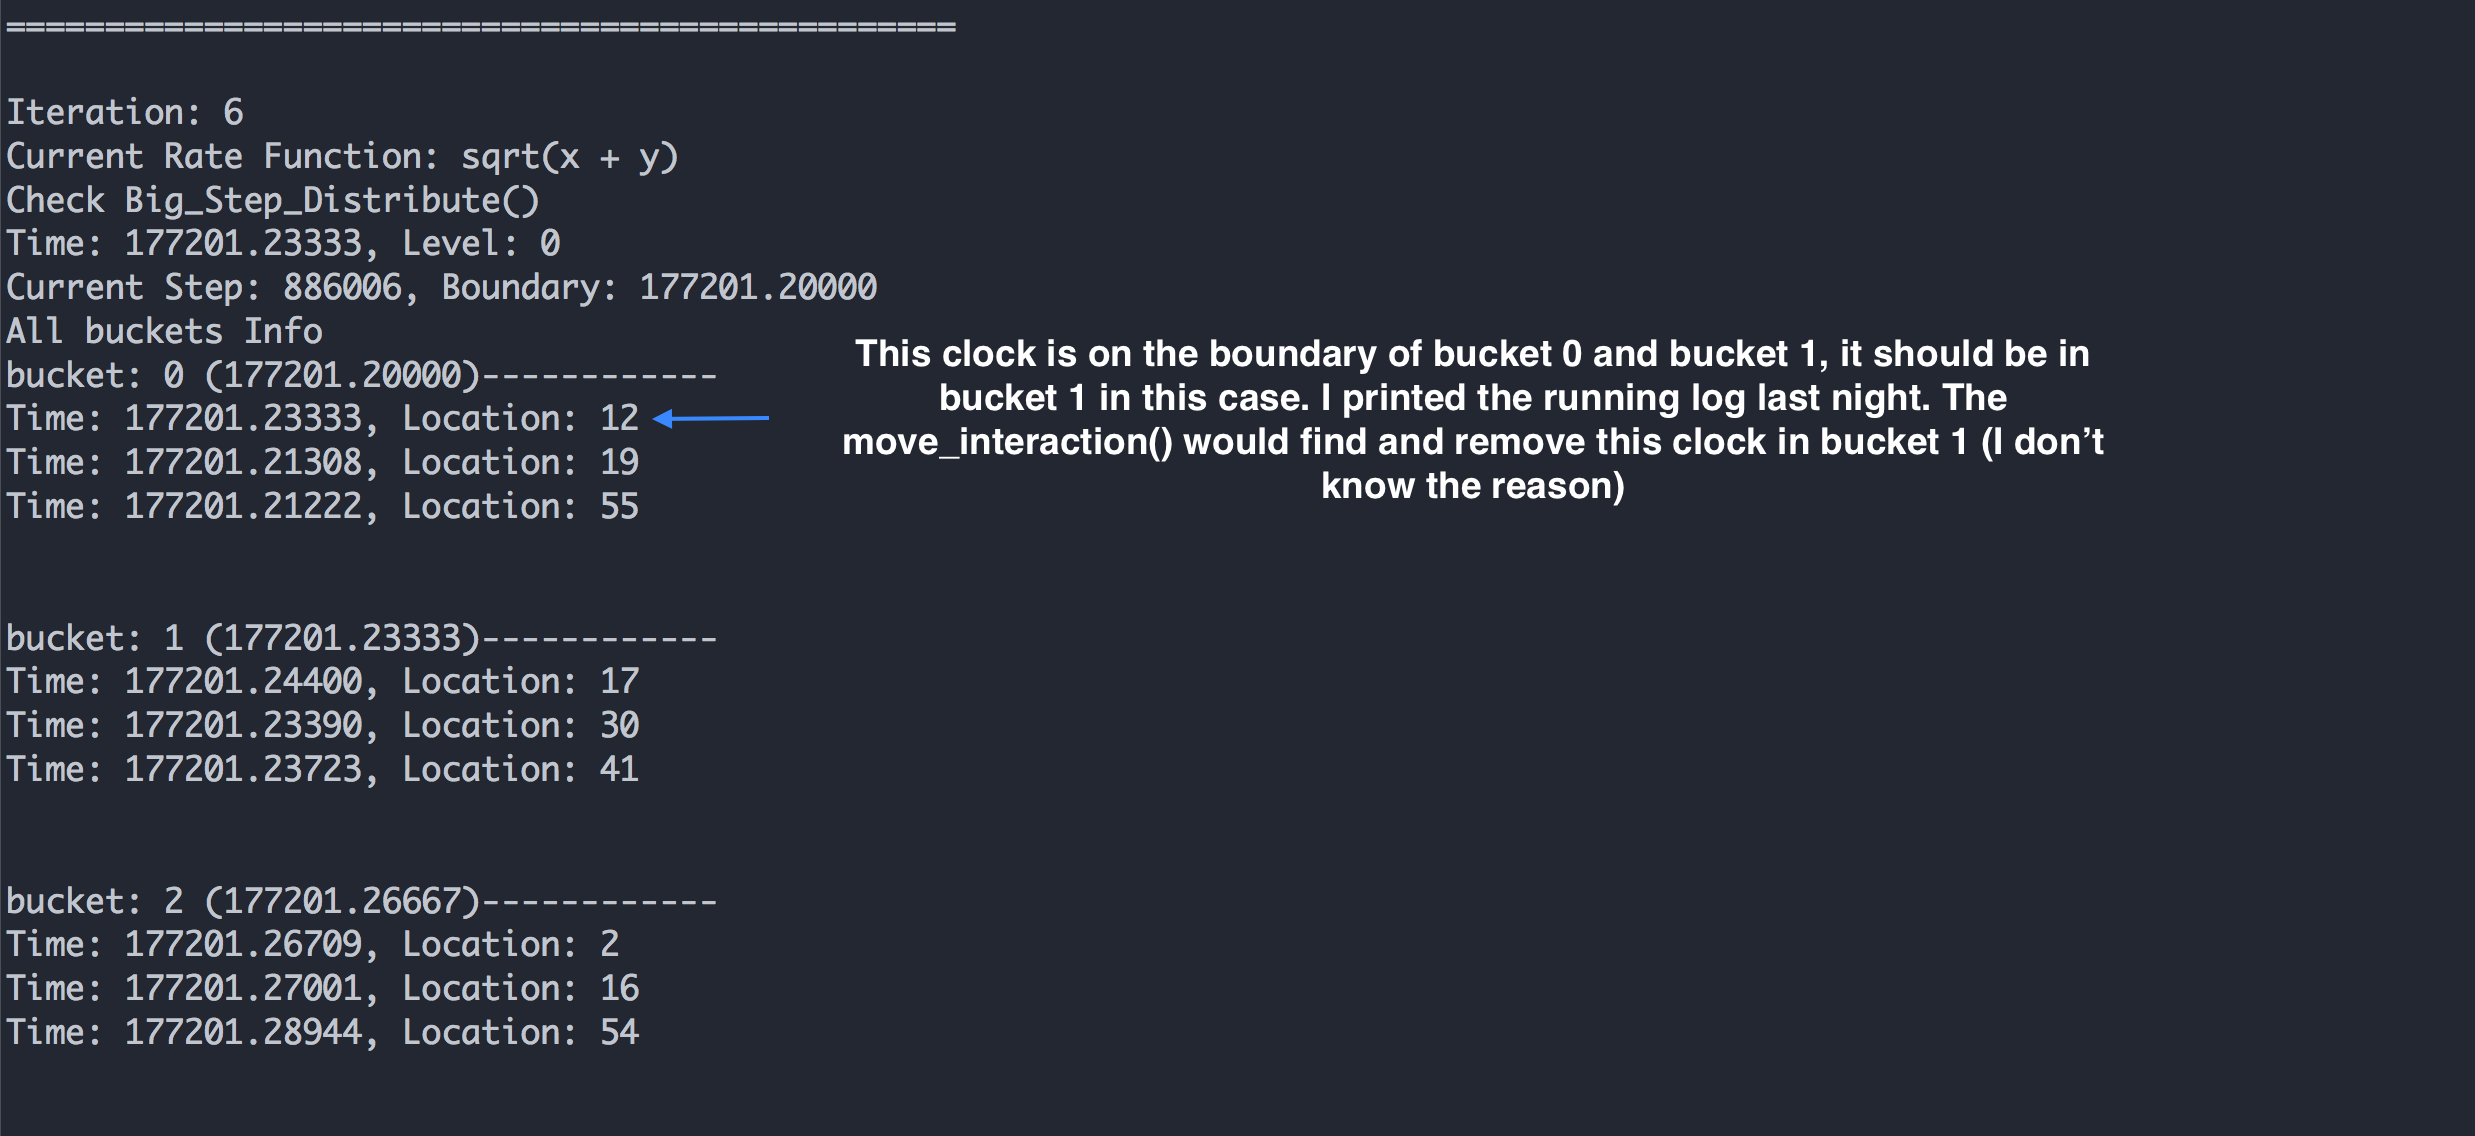 ================================================
Iteration: 6
Current Rate Function: sqrt(x + y)
Check Big_Step_Distribute()
Time: 177201.23333, Level: 0
Current Step: 886006, Boundary: 177201.20000
All buckets Info
bucket: 0 (177201.20000)------------
Time: 177201.23333, Location: 12
Time: 177201.21308, Location: 19
Time: 177201.21222, Location: 55
This clock is on the boundary of bucket 0 and bucket 1, it should be in
bucket 1 in this case. I printed the running log last night. The
move_interaction() would find and remove this clock in bucket 1 (I don’t
know the reason)
bucket: 1 (177201.23333)------------
Time: 177201.24400, Location: 17
Time: 177201.23390, Location: 30
Time: 177201.23723, Location: 41
bucket: 2 (177201.26667)------------
Time: 177201.26709, Location: 2
Time: 177201.27001, Location: 16
Time: 177201.28944, Location: 54